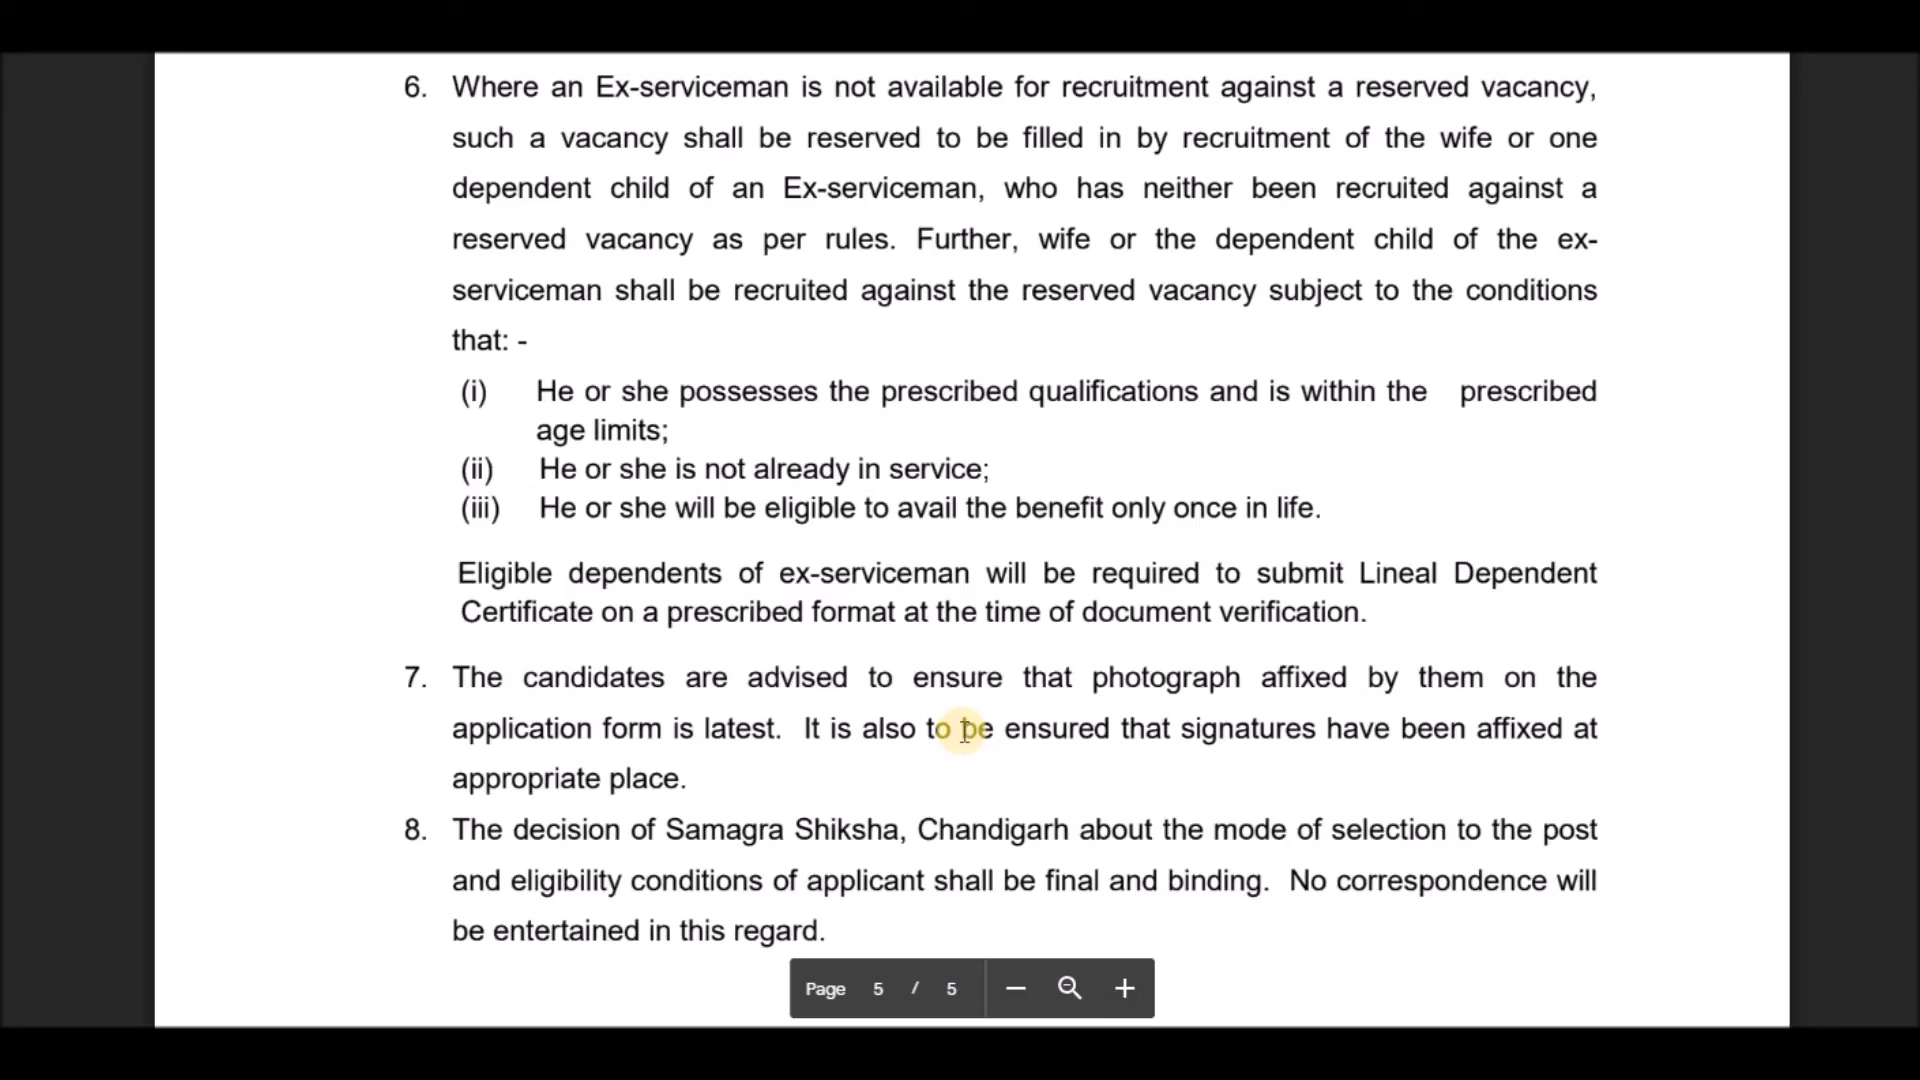 6. Where an Ex-serviceman is not available for recruitment against a reserved vacancy,
such a vacancy shall be reserved to be filled in by recruitment of the wife or one
dependent child of an Ex-serviceman, who has neither been recruited against a
reserved vacancy as per rules. Further, wife or the dependent child of the ex-
serviceman shall be recruited against the reserved vacancy subject to the conditions
that: -
(i) He or she possesses the prescribed qualifications and is within the prescribed
age limits;
(ii) He or she is not already in service;
(iii) He or she will be eligible to avail the benefit only once in life.
Eligible dependents of ex-serviceman will be required to submit Lineal Dependent
Certificate on a prescribed format at the time of document verification.
7. The candidates are advised to ensure that photograph affixed by them on the
application form is latest. It is also to be ensured that signatures have been affixed at
appropriate place.
8. The decision of Samagra Shiksha, Chandigarh about the mode of selection to the post
and eligibility conditions of applicant shall be final and binding. No correspondence will
be entertained in this regard.
Page 5 / 5